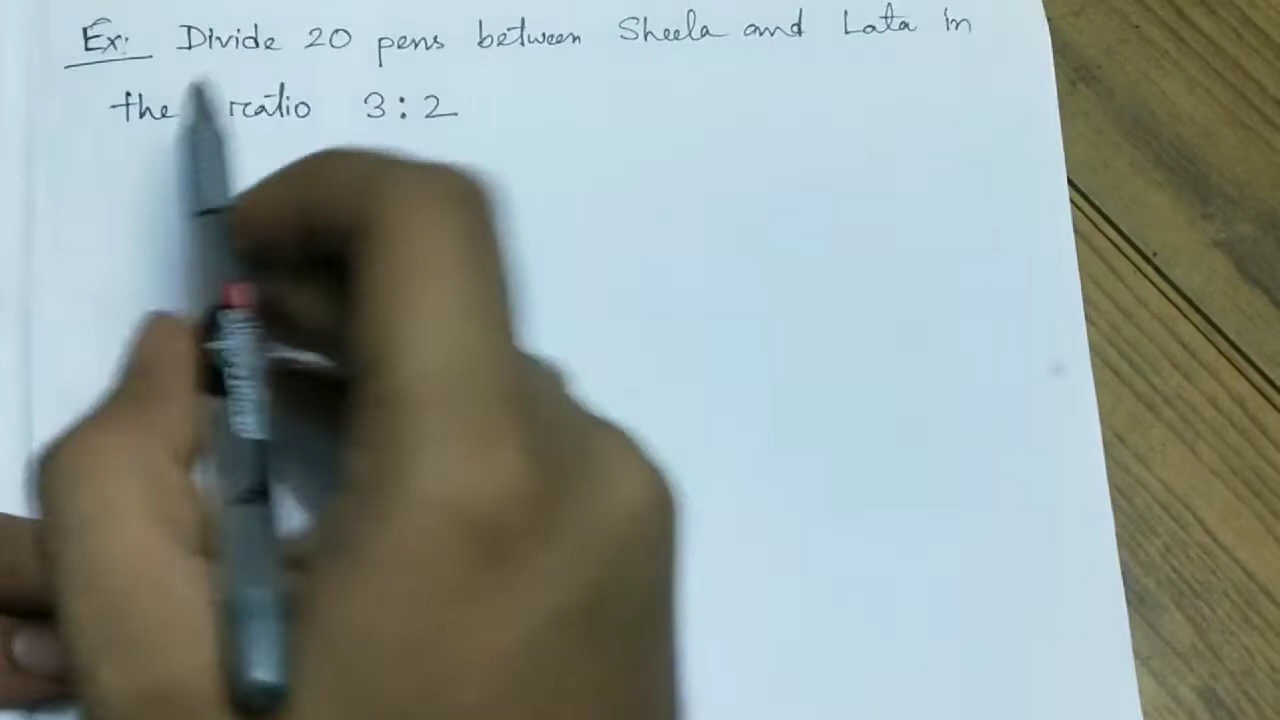 Ex: Divide 20 pens between Sheela and Lata in
the ratio 3:2